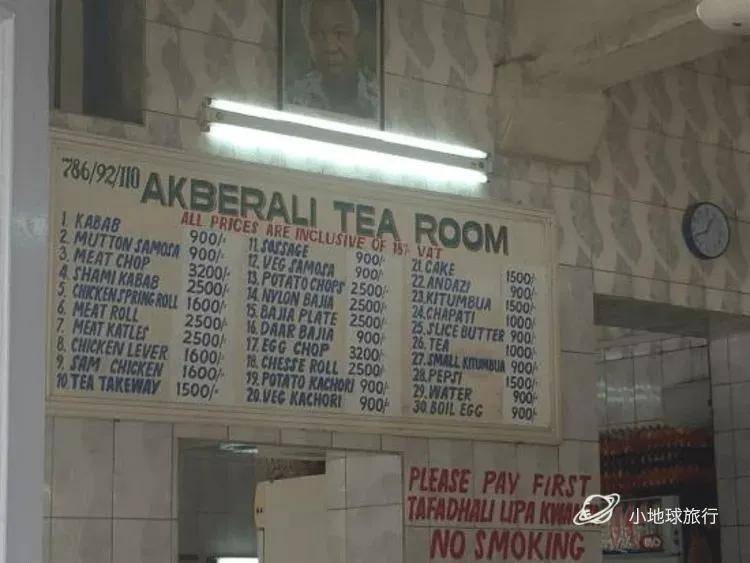 786/92/110 AKBERALI TEA ROOM
ALL PRICES ARE INCLUSIVE OF 18% VAT
1 KABAB 900/-
2. MUTTON SAMOSA 900/-
3. MEAT CHOP 3200/-
4. SHAMI KABAB 2500/-
5. CHICKEN SPRING ROLL 1600/-
6. MEAT ROLL 2500/-
7. MEAT KATLES 2500/-
8. CHICKEN LEVER 1600/-
9. SAM CHICKEN 1600/-
10. TEA TAKEWAY 1500/-
11. SOSSAGE 900/-
12. VEG SAMOSA 900/-
13. POTATO CHOPS 2500/-
14. NYLON BAJIA 2500/-
15. BAJIA PLATE 2500/-
16. DAAR BAJIA 900/-
17. EGG CHOP 3200/-
18. CHESSE ROLL 2500/-
19. POTATO KACHORI 900/-
20. VEG KACHORI 900/-
21. CAKE 1500/-
22. ANDAZI 900/-
23. KITUMBUA 1500/-
24. CHAPATI 1000/-
25. SLICE BUTTER 900/-
26. TEA 1000/-
27. SMALL KITUMBUA 900/-
28. PEPSI 1500/-
29. WATER 900/-
30. BOIL EGG 900/-
PLEASE PAY FIRST
TAFADHALI LIPA
NO SMOKING
小地球旅行